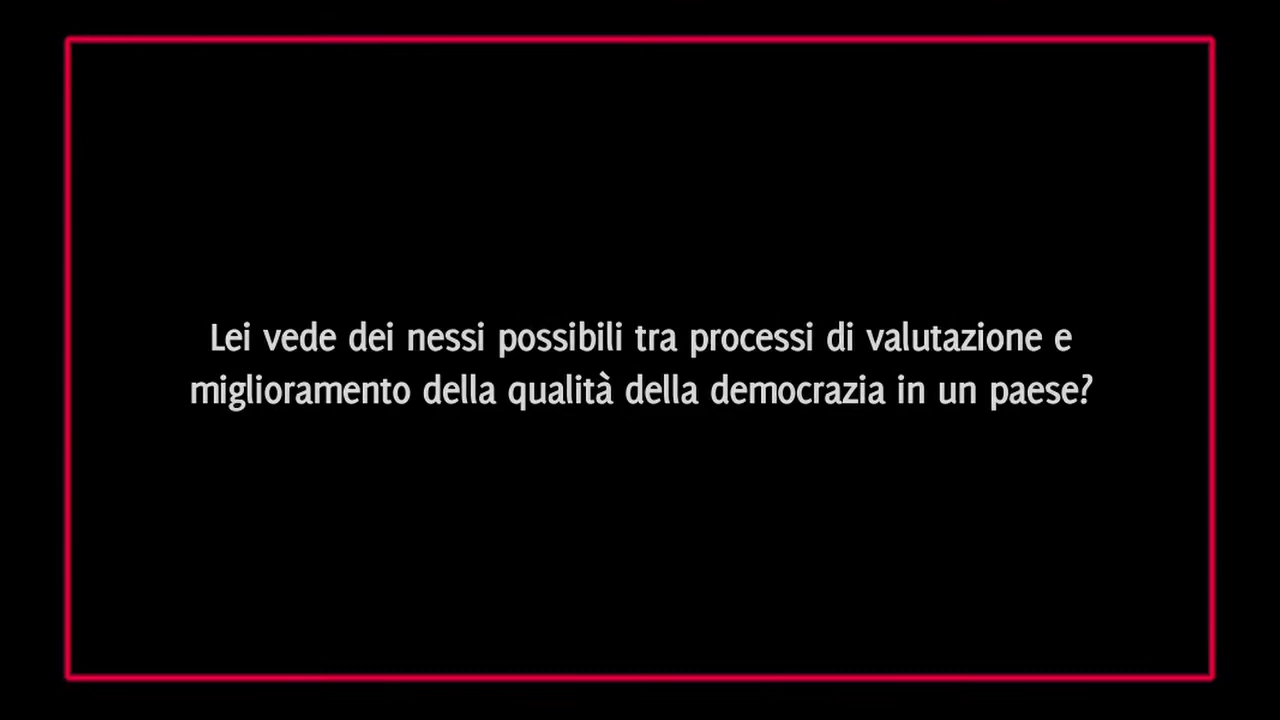 Lei vede dei nessi possibili tra processi di valutazione e
miglioramento della qualità della democrazia in un paese?